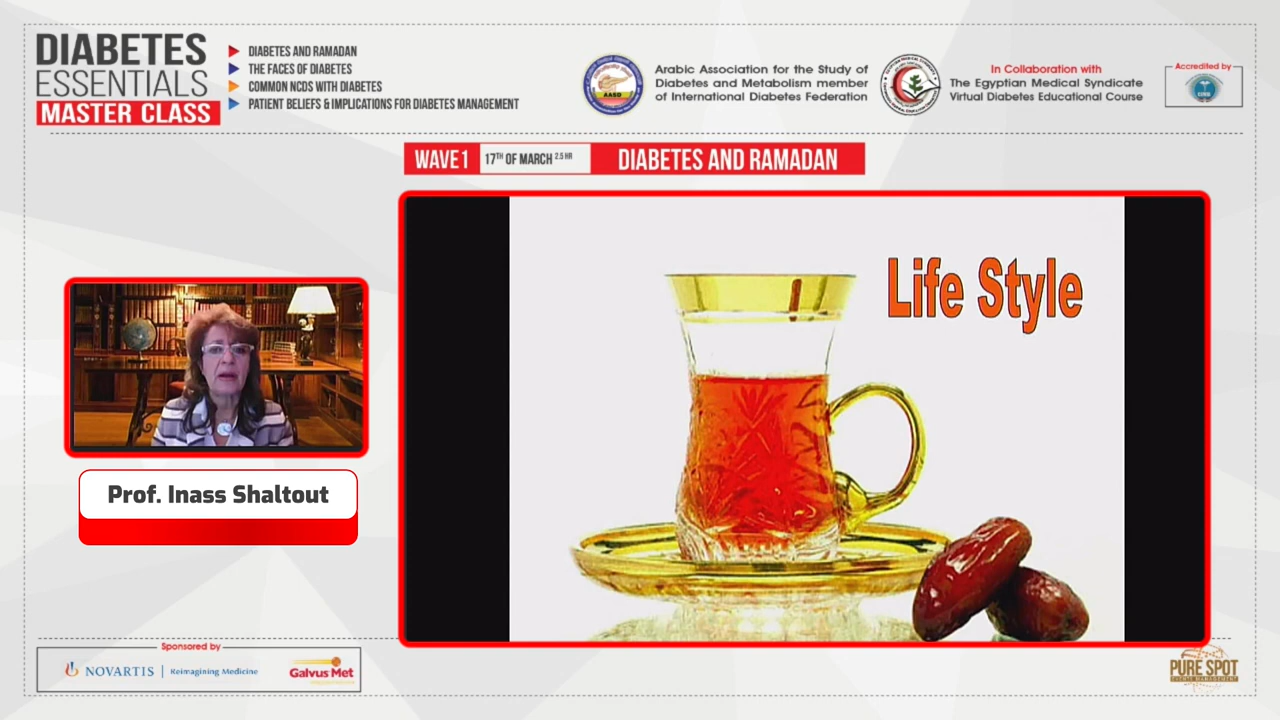 DIABETES
ESSENTIALS
MASTER CLASS
DIABETES AND RAMADAN
THE FACES OF DIABETES
COMMON NCDS WITH DIABETES
PATIENT BELIEFS & IMPLICATIONS FOR DIABETES MANAGEMENT
AASD
Arabic Association for the Study of
Diabetes and Metabolism member
of International Diabetes Federation
In Collaboration with
The Egyptian Medical Syndicate
Virtual Diabetes Educational Course
Accredited by
WAVE1
17TH OF MARCH 2.5 HR
DIABETES AND RAMADAN
Life Style
Prof. Inass Shaltout
Sponsored by
NOVARTIS | Reimagining Medicine
Galvus Met
PURE SPOT
EVENTS MANAGEMENT